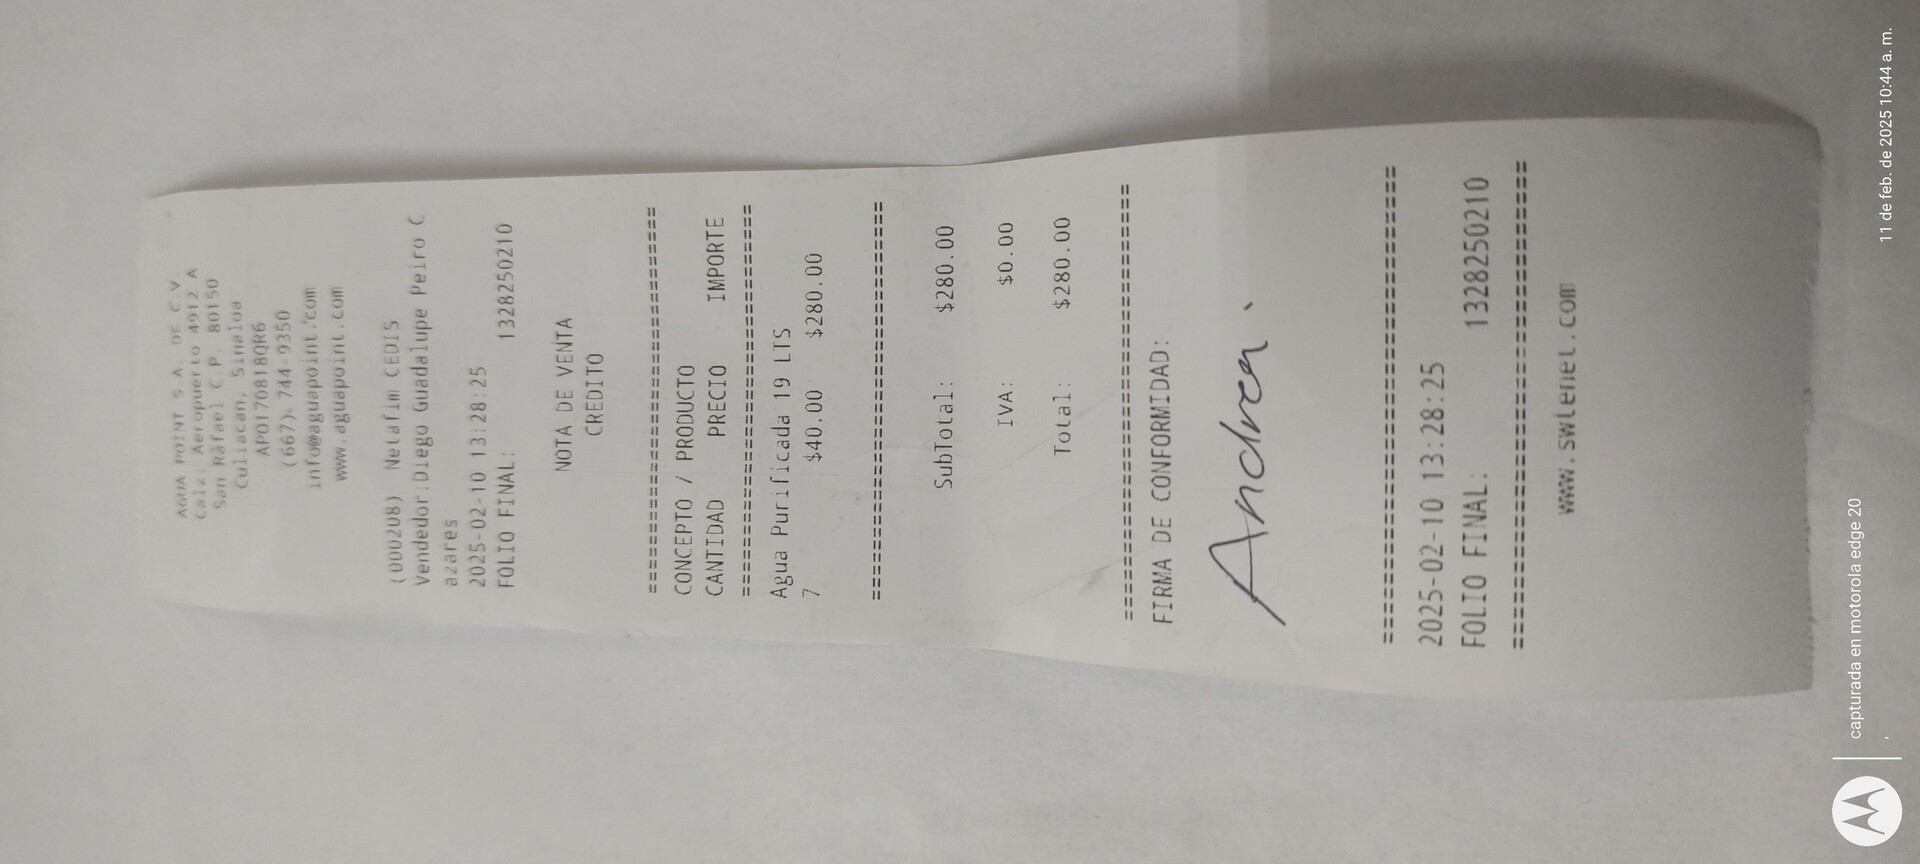 AGUA POINT S.A. DE C.V.
Calz. Aeropuerto 4912 A
San Rafael C.P. 80150
Culiacan, Sinaloa
APO170818QR6
(667). 744-9350
info@aguapoint.com
www.aguapoint.com
(000208) Netafim CEDIS
Vendedor:Diego Guadalupe Peiro C
azares
2025-02-10 13:28:25
FOLIO FINAL: 1328250210
NOTA DE VENTA
CREDITO
================================
CONCEPTO / PRODUCTO
CANTIDAD PRECIO IMPORTE
================================
Agua Purificada 19 LTS
7 $40.00 $280.00
================================
SubTotal: $280.00
IVA: $0.00
Total: $280.00
================================
FIRMA DE CONFORMIDAD:
Andrea.
================================
2025-02-10 13:28:25
FOLIO FINAL: 1328250210
================================
www.swtenet.com
capturada en motorola edge 20
,
11 de feb. de 2025 10:44 a. m.